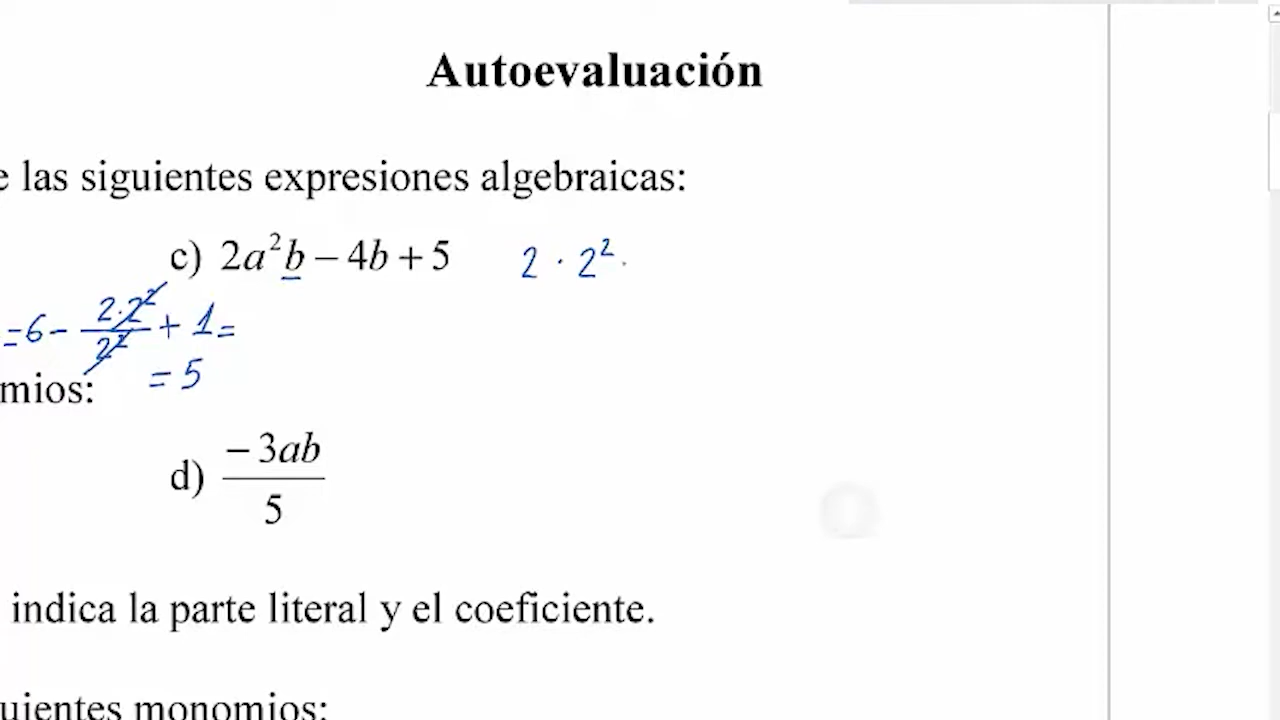 Autoevaluación
e las siguientes expresiones algebraicas:
c) 2a²b – 4b + 5 2 · 2² ·
=6- 2·2²/2² + 1=
= 5
mios:
d) – 3ab/5
indica la parte literal y el coeficiente.
uientes monomios: